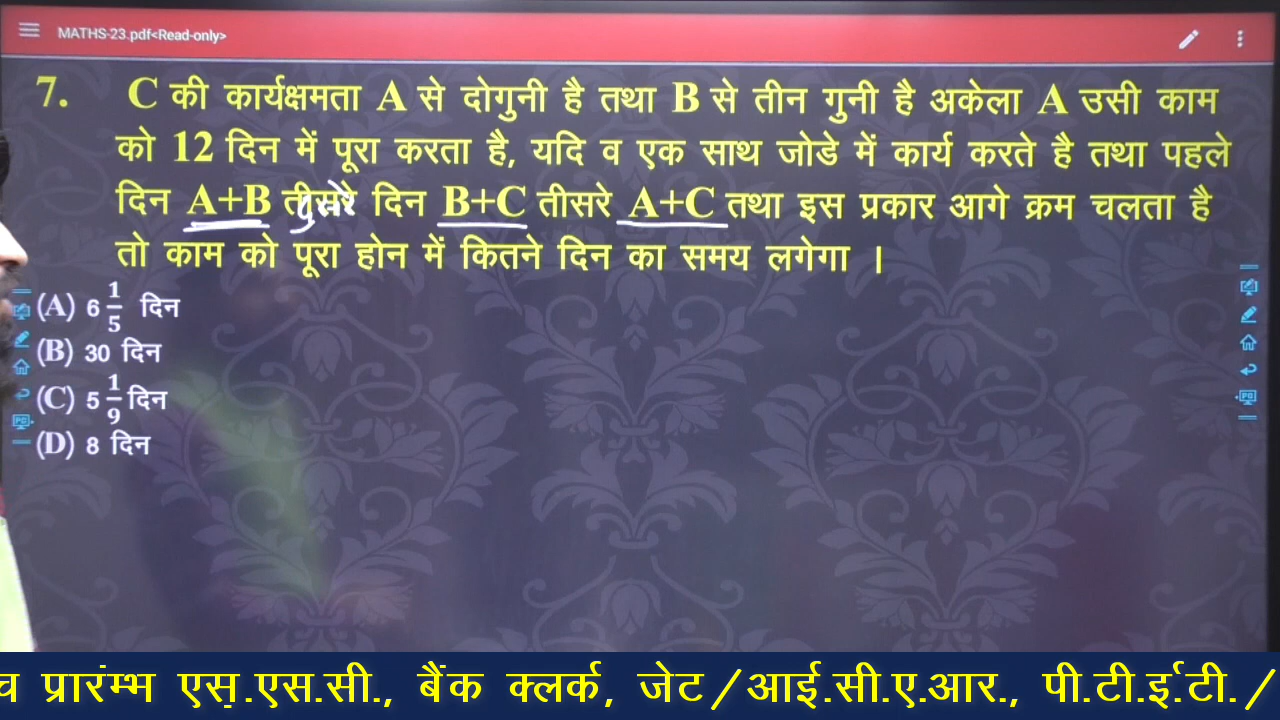 MATHS-23.pdf<Read-only>
7. C की कार्यक्षमता A से दोगुनी है तथा B से तीन गुनी है अकेला A उसी काम
को 12 दिन में पूरा करता है, यदि व एक साथ जोडे में कार्य करते है तथा पहले
दिन A+B तीसरे दिन B+C तीसरे A+C तथा इस प्रकार आगे क्रम चलता है
दुसरे
तो काम को पूरा होन में कितने दिन का समय लगेगा ।
(A) 6 1/5 दिन
(B) 30 दिन
(C) 5 1/9 दिन
(D) 8 दिन
च प्रारंम्भ एस.एस.सी., बैंक क्लर्क, जेट/आई.सी.ए.आर., पी.टी.ई.टी./